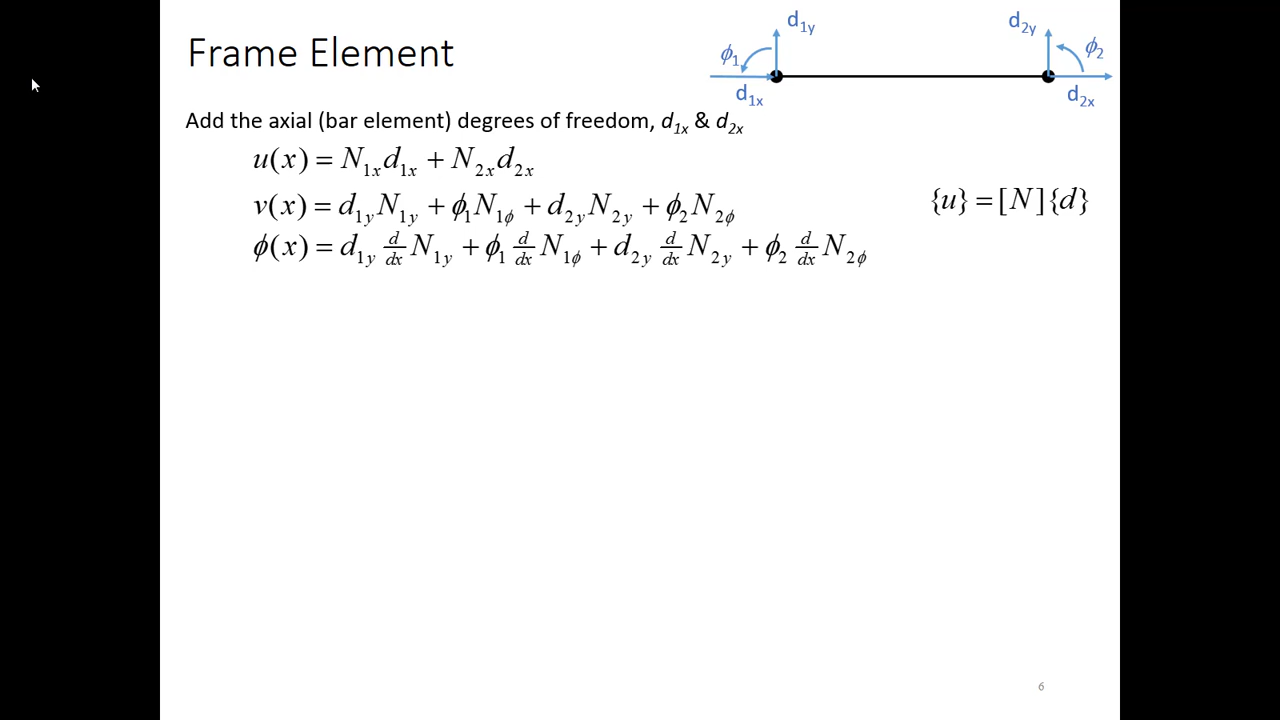 Frame Element
d1y
d2y
ϕ1
ϕ2
d1x
d2x
Add the axial (bar element) degrees of freedom, d1x & d2x
u(x) = N1x d1x + N2x d2x
v(x) = d1y N1y + ϕ1 N1ϕ + d2y N2y + ϕ2 N2ϕ
{u} = [N]{d}
ϕ(x) = d1y d/dx N1y + ϕ1 d/dx N1ϕ + d2y d/dx N2y + ϕ2 d/dx N2ϕ
6